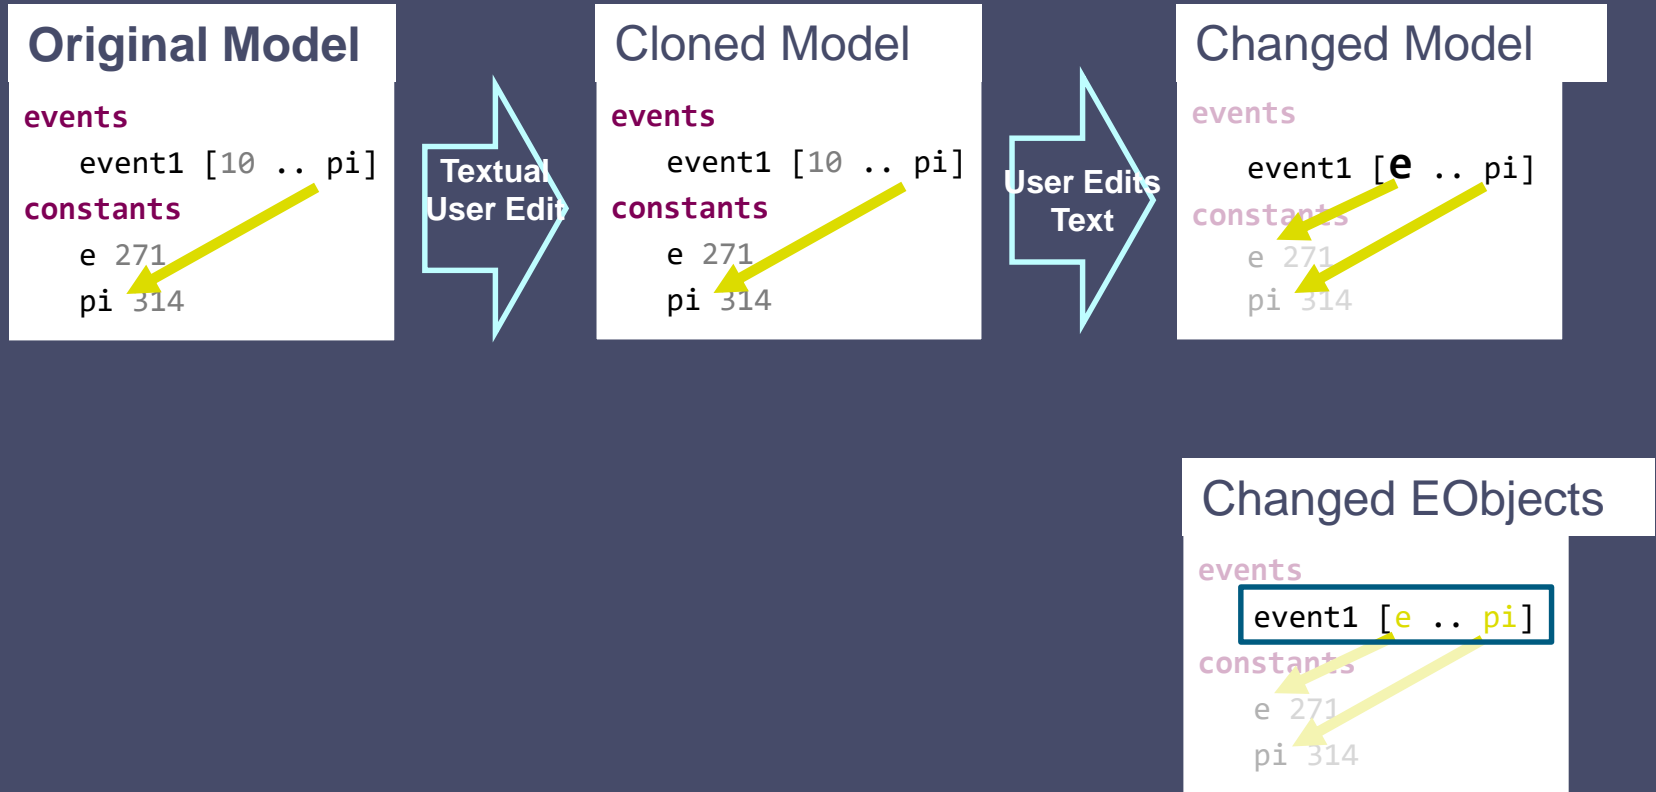 Original Model
events
event1 [10 .. pi]
constants
e 271
pi 314
Textual
User Edit
Cloned Model
events
event1 [10 .. pi]
constants
e 271
pi 314
User Edits
Text
Changed Model
events
event1 [e .. pi]
constants
e 271
pi 314
Changed EObjects
events
event1 [e .. pi]
constants
e 271
pi 314